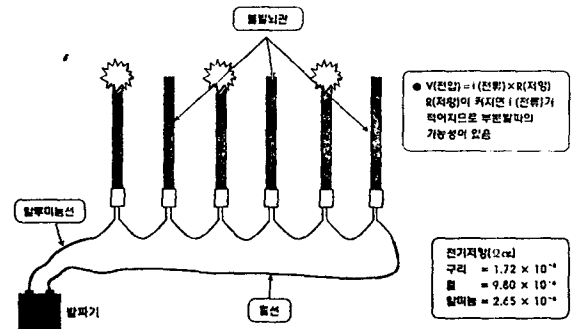 불발뇌관
● V(전압) = i (전류)×R(저항)
R(저항)이 커지면 i (전류)가
적어지므로 부분발파의
가능성이 있음
알루미늄선
전기저항(Ωcm)
구리 = 1.72 × 10⁻⁶
철 = 9.80 × 10⁻⁶
알미늄 = 2.65 × 10⁻⁶
발파기
철선